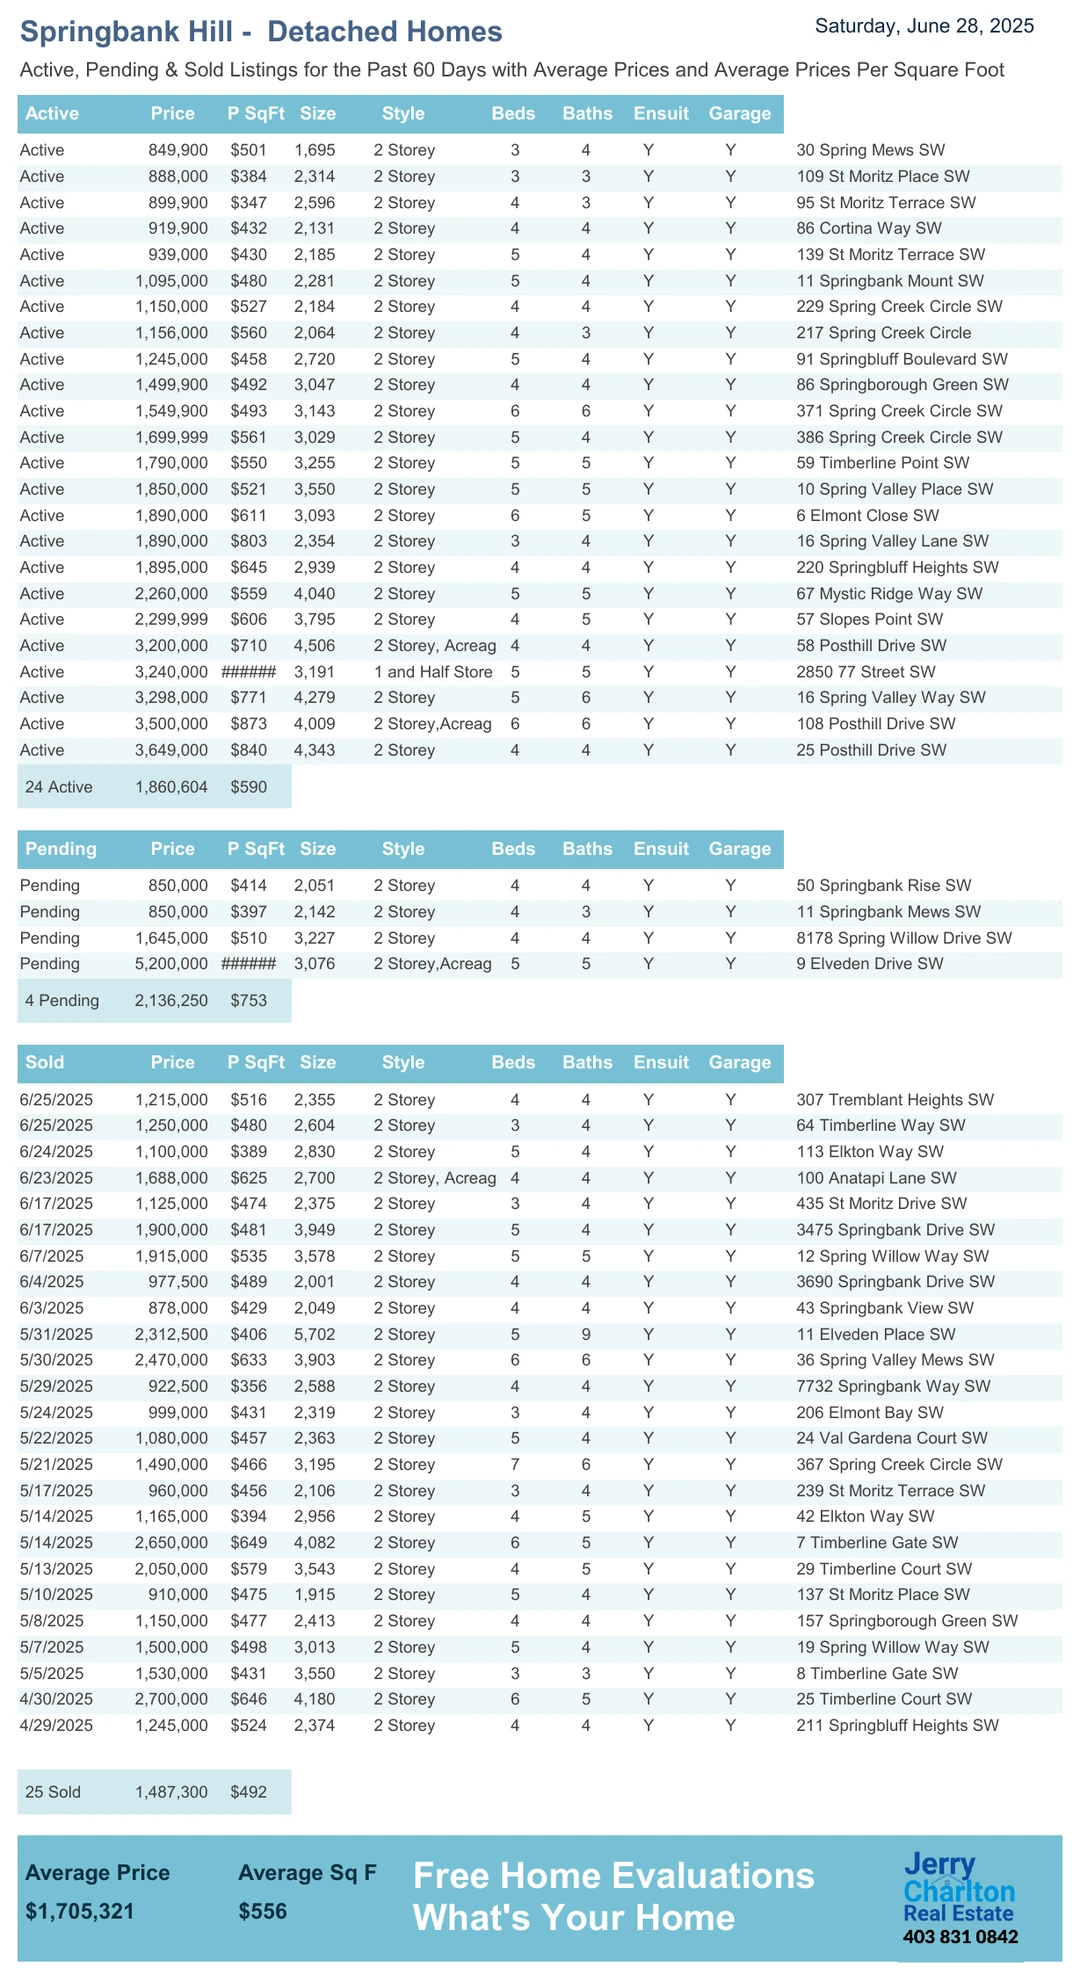 Springbank Hill -  Detached Homes
Saturday, June 28, 2025
Active, Pending & Sold Listings for the Past 60 Days with Average Prices and Average Prices Per Square Foot
Active Price P SqFt Size Style Beds Baths Ensuit Garage
Active 849,900 $501 1,695 2 Storey 3 4 Y Y 30 Spring Mews SW
Active 888,000 $384 2,314 2 Storey 3 3 Y Y 109 St Moritz Place SW
Active 899,900 $347 2,596 2 Storey 4 3 Y Y 95 St Moritz Terrace SW
Active 919,900 $432 2,131 2 Storey 4 4 Y Y 86 Cortina Way SW
Active 939,000 $430 2,185 2 Storey 5 4 Y Y 139 St Moritz Terrace SW
Active 1,095,000 $480 2,281 2 Storey 5 4 Y Y 11 Springbank Mount SW
Active 1,150,000 $527 2,184 2 Storey 4 4 Y Y 229 Spring Creek Circle SW
Active 1,156,000 $560 2,064 2 Storey 4 3 Y Y 217 Spring Creek Circle
Active 1,245,000 $458 2,720 2 Storey 5 4 Y Y 91 Springbluff Boulevard SW
Active 1,499,900 $492 3,047 2 Storey 4 4 Y Y 86 Springborough Green SW
Active 1,549,900 $493 3,143 2 Storey 6 6 Y Y 371 Spring Creek Circle SW
Active 1,699,999 $561 3,029 2 Storey 5 4 Y Y 386 Spring Creek Circle SW
Active 1,790,000 $550 3,255 2 Storey 5 5 Y Y 59 Timberline Point SW
Active 1,850,000 $521 3,550 2 Storey 5 5 Y Y 10 Spring Valley Place SW
Active 1,890,000 $611 3,093 2 Storey 6 5 Y Y 6 Elmont Close SW
Active 1,890,000 $803 2,354 2 Storey 3 4 Y Y 16 Spring Valley Lane SW
Active 1,895,000 $645 2,939 2 Storey 4 4 Y Y 220 Springbluff Heights SW
Active 2,260,000 $559 4,040 2 Storey 5 5 Y Y 67 Mystic Ridge Way SW
Active 2,299,999 $606 3,795 2 Storey 4 5 Y Y 57 Slopes Point SW
Active 3,200,000 $710 4,506 2 Storey, Acreag 4 4 Y Y 58 Posthill Drive SW
Active 3,240,000 ###### 3,191 1 and Half Store 5 5 Y Y 2850 77 Street SW
Active 3,298,000 $771 4,279 2 Storey 5 6 Y Y 16 Spring Valley Way SW
Active 3,500,000 $873 4,009 2 Storey,Acreag 6 6 Y Y 108 Posthill Drive SW
Active 3,649,000 $840 4,343 2 Storey 4 4 Y Y 25 Posthill Drive SW
24 Active 1,860,604 $590
Pending Price P SqFt Size Style Beds Baths Ensuit Garage
Pending 850,000 $414 2,051 2 Storey 4 4 Y Y 50 Springbank Rise SW
Pending 850,000 $397 2,142 2 Storey 4 3 Y Y 11 Springbank Mews SW
Pending 1,645,000 $510 3,227 2 Storey 4 4 Y Y 8178 Spring Willow Drive SW
Pending 5,200,000 ###### 3,076 2 Storey,Acreag 5 5 Y Y 9 Elveden Drive SW
4 Pending 2,136,250 $753
Sold Price P SqFt Size Style Beds Baths Ensuit Garage
6/25/2025 1,215,000 $516 2,355 2 Storey 4 4 Y Y 307 Tremblant Heights SW
6/25/2025 1,250,000 $480 2,604 2 Storey 3 4 Y Y 64 Timberline Way SW
6/24/2025 1,100,000 $389 2,830 2 Storey 5 4 Y Y 113 Elkton Way SW
6/23/2025 1,688,000 $625 2,700 2 Storey, Acreag 4 4 Y Y 100 Anatapi Lane SW
6/17/2025 1,125,000 $474 2,375 2 Storey 3 4 Y Y 435 St Moritz Drive SW
6/17/2025 1,900,000 $481 3,949 2 Storey 5 4 Y Y 3475 Springbank Drive SW
6/7/2025 1,915,000 $535 3,578 2 Storey 5 5 Y Y 12 Spring Willow Way SW
6/4/2025 977,500 $489 2,001 2 Storey 4 4 Y Y 3690 Springbank Drive SW
6/3/2025 878,000 $429 2,049 2 Storey 4 4 Y Y 43 Springbank View SW
5/31/2025 2,312,500 $406 5,702 2 Storey 5 9 Y Y 11 Elveden Place SW
5/30/2025 2,470,000 $633 3,903 2 Storey 6 6 Y Y 36 Spring Valley Mews SW
5/29/2025 922,500 $356 2,588 2 Storey 4 4 Y Y 7732 Springbank Way SW
5/24/2025 999,000 $431 2,319 2 Storey 3 4 Y Y 206 Elmont Bay SW
5/22/2025 1,080,000 $457 2,363 2 Storey 5 4 Y Y 24 Val Gardena Court SW
5/21/2025 1,490,000 $466 3,195 2 Storey 7 6 Y Y 367 Spring Creek Circle SW
5/17/2025 960,000 $456 2,106 2 Storey 3 4 Y Y 239 St Moritz Terrace SW
5/14/2025 1,165,000 $394 2,956 2 Storey 4 5 Y Y 42 Elkton Way SW
5/14/2025 2,650,000 $649 4,082 2 Storey 6 5 Y Y 7 Timberline Gate SW
5/13/2025 2,050,000 $579 3,543 2 Storey 4 5 Y Y 29 Timberline Court SW
5/10/2025 910,000 $475 1,915 2 Storey 5 4 Y Y 137 St Moritz Place SW
5/8/2025 1,150,000 $477 2,413 2 Storey 4 4 Y Y 157 Springborough Green SW
5/7/2025 1,500,000 $498 3,013 2 Storey 5 4 Y Y 19 Spring Willow Way SW
5/5/2025 1,530,000 $431 3,550 2 Storey 3 3 Y Y 8 Timberline Gate SW
4/30/2025 2,700,000 $646 4,180 2 Storey 6 5 Y Y 25 Timberline Court SW
4/29/2025 1,245,000 $524 2,374 2 Storey 4 4 Y Y 211 Springbluff Heights SW
25 Sold 1,487,300 $492
Average Price Average Sq F
$1,705,321 $556
Free Home Evaluations
What's Your Home
Jerry
Charlton
Real Estate
403 831 0842